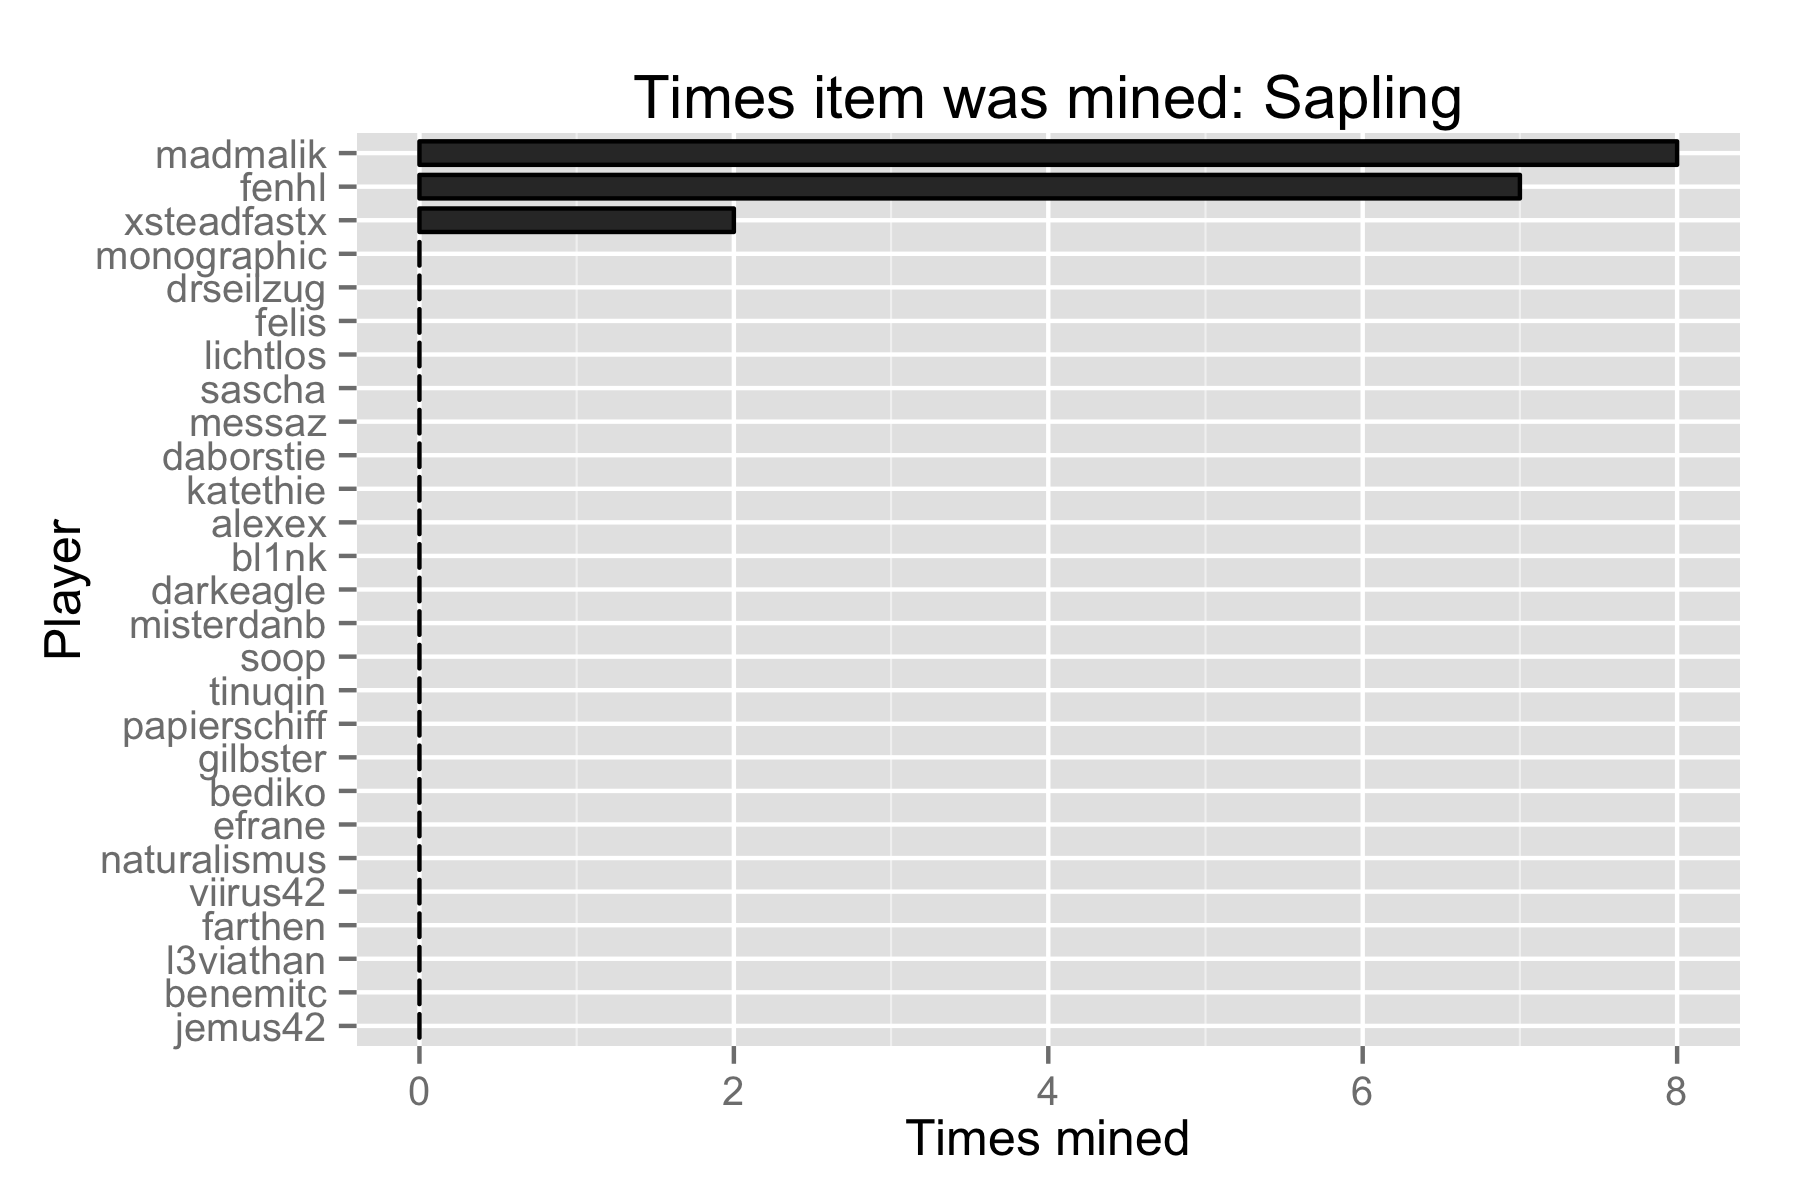 Times item was mined: Sapling
madmalik
fenhl
xsteadfastx
monographic
drseilzug
felis
lichtlos
sascha
messaz
daborstie
katethie
alexex
bl1nk
darkeagle
misterdanb
soop
tinuqin
papierschiff
gilbster
bediko
efrane
naturalismus
viirus42
farthen
l3viathan
benemitc
jemus42
Player
0 2 4 6 8
Times mined